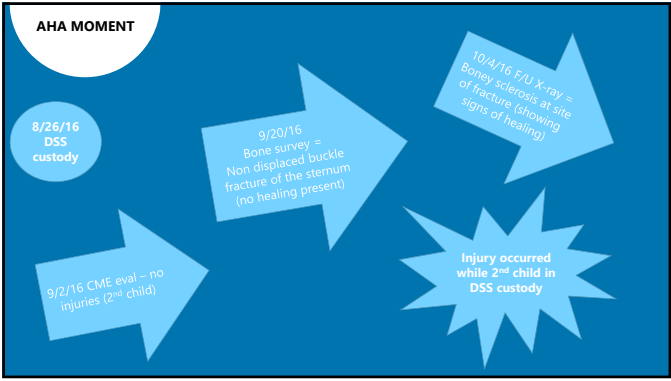 AHA MOMENT
8/26/16
DSS
custody
9/2/16 CME eval – no
injuries (2nd child)
9/20/16
Bone survey =
Non displaced buckle
fracture of the sternum
(no healing present)
10/4/16 F/U X-ray =
Boney sclerosis at site
of fracture (showing
signs of healing)
Injury occurred
while 2nd child in
DSS custody